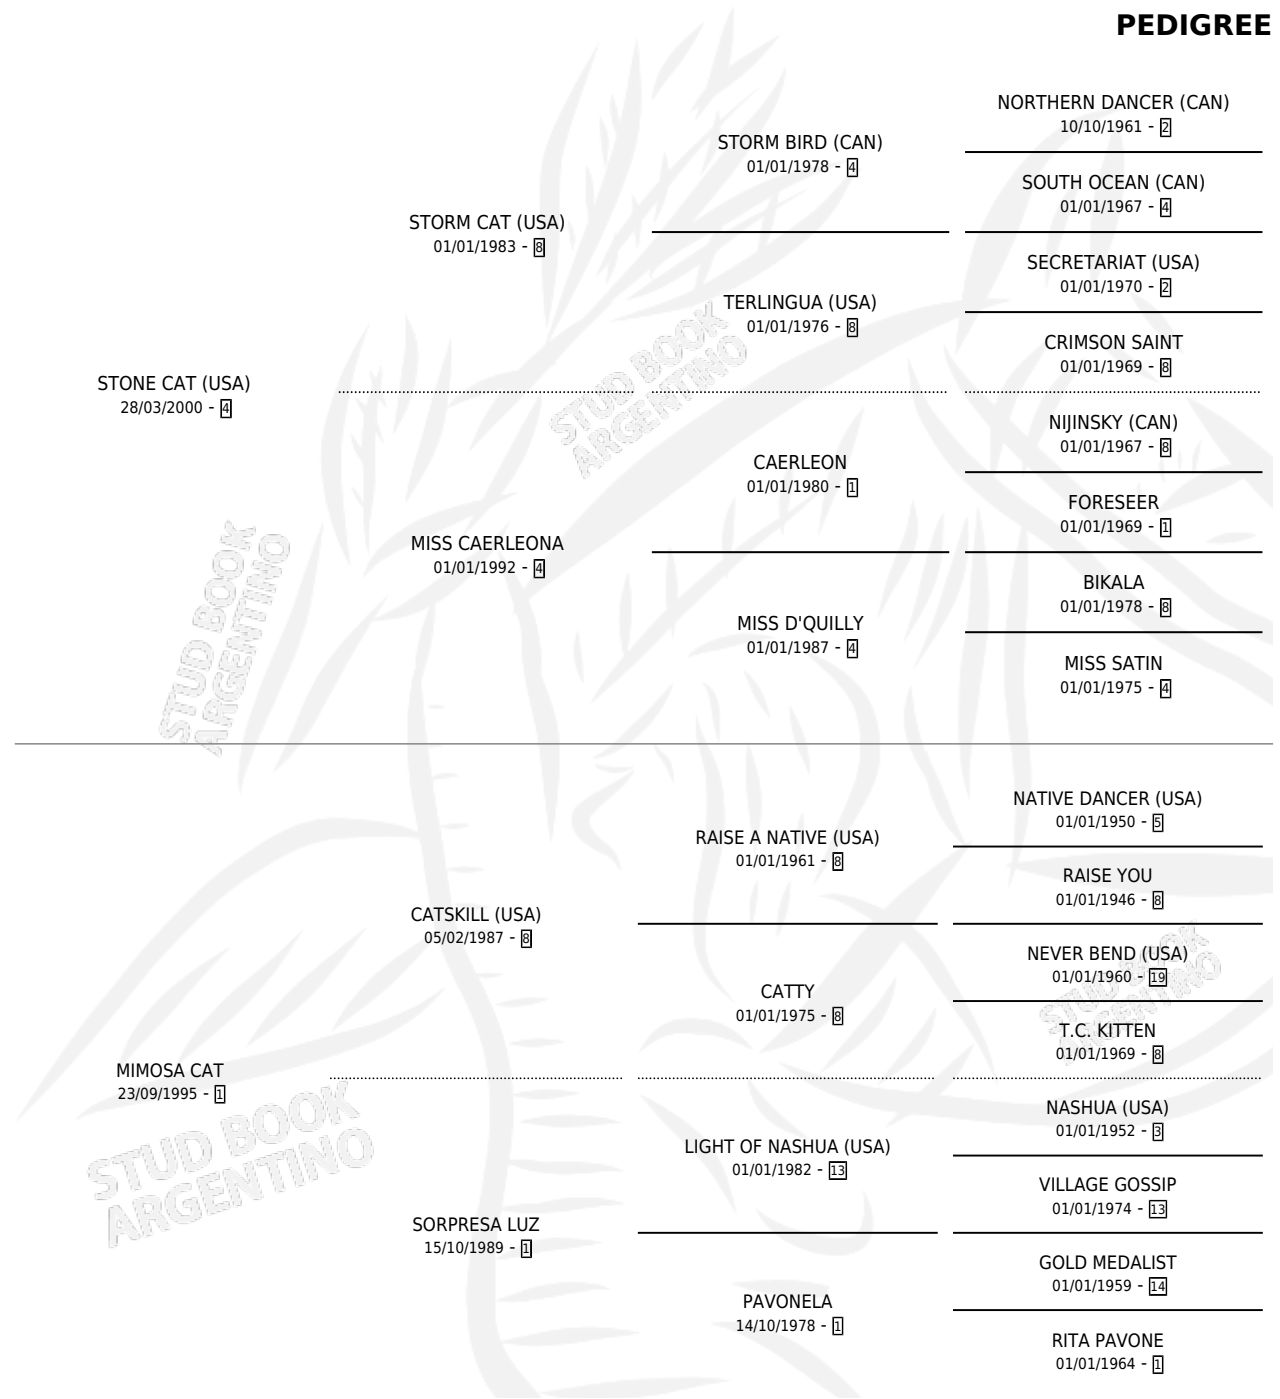 PEDIGREE
NORTHERN DANCER (CAN)
10/10/1961 - 2
STORM BIRD (CAN)
01/01/1978 - 4
SOUTH OCEAN (CAN)
01/01/1967 - 4
STORM CAT (USA)
01/01/1983 - 8
SECRETARIAT (USA)
01/01/1970 - 2
TERLINGUA (USA)
01/01/1976 - 8
CRIMSON SAINT
01/01/1969 - 8
STONE CAT (USA)
28/03/2000 - 4
NIJINSKY (CAN)
01/01/1967 - 8
CAERLEON
01/01/1980 - 1
FORESEER
01/01/1969 - 1
MISS CAERLEONA
01/01/1992 - 4
BIKALA
01/01/1978 - 8
MISS D'QUILLY
01/01/1987 - 4
MISS SATIN
01/01/1975 - 4
NATIVE DANCER (USA)
01/01/1950 - 5
RAISE A NATIVE (USA)
01/01/1961 - 8
RAISE YOU
01/01/1946 - 8
CATSKILL (USA)
05/02/1987 - 8
NEVER BEND (USA)
01/01/1960 - 19
CATTY
01/01/1975 - 8
T.C. KITTEN
01/01/1969 - 8
MIMOSA CAT
23/09/1995 - 1
NASHUA (USA)
01/01/1952 - 3
LIGHT OF NASHUA (USA)
01/01/1982 - 13
VILLAGE GOSSIP
01/01/1974 - 13
SORPRESA LUZ
15/10/1989 - 1
GOLD MEDALIST
01/01/1959 - 14
PAVONELA
14/10/1978 - 1
RITA PAVONE
01/01/1964 - 1
STUD BOOK
ARGENTINO
STUD BOOK
ARGENTINO
STUD BOOK
ARGENTINO
STUD BOOK
ARGENTINO